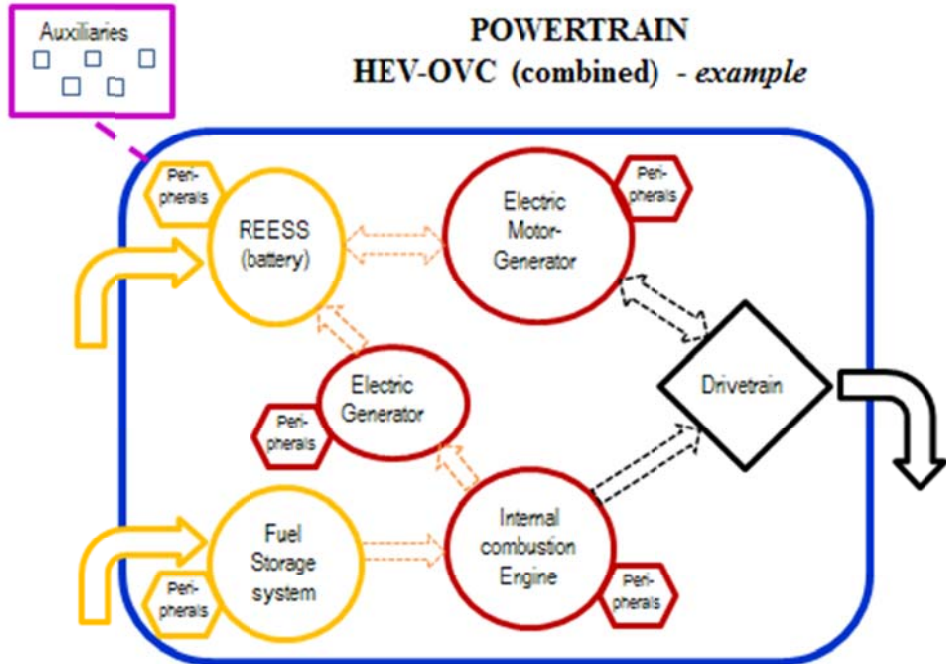 Auxiliaries
POWERTRAIN
HEV-OVC (combined) - example
Peri-
pherals
REESS
(battery)
Electric
Motor-
Generator
Peri-
pherals
Electric
Generator
Peri-
pherals
Drivetrain
Fuel
Storage
system
Peri-
pherals
Internal
combustion
Engine
Peri-
pherals